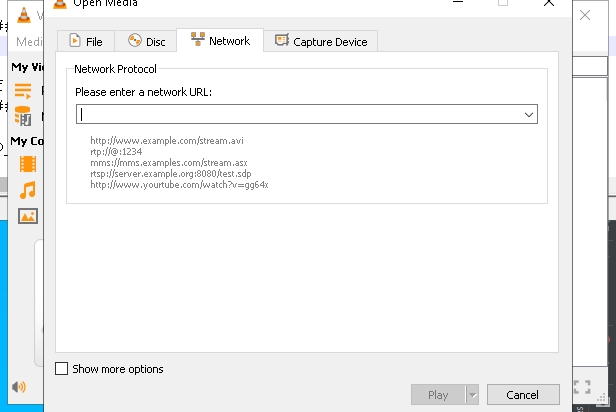 Open Media
File
Disc
Network
Capture Device
Medi
My Vi
My Co
Network Protocol
Please enter a network URL:
http://www.example.com/stream.avi
rtp://@:1234
mms://mms.examples.com/stream.asx
rtsp://server.example.org:8080/test.sdp
http://www.yourtube.com/watch?v=gg64x
Show more options
Play
Cancel